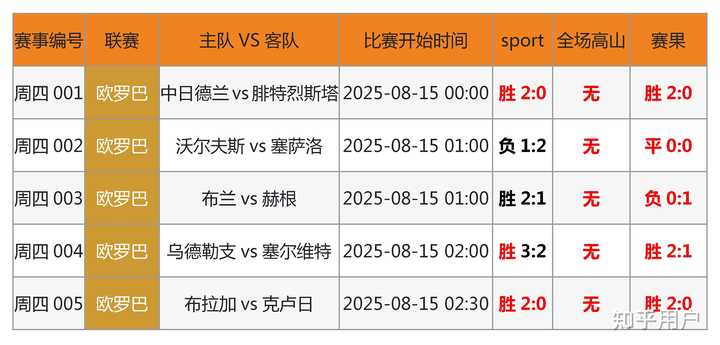 赛事编号 联赛 主队 VS 客队 比赛开始时间 sport 全场高山 赛果
周四 001 欧罗巴 中日德兰 vs 腓特烈斯塔 2025-08-15 00:00 胜 2:0 无 胜 2:0
周四 002 欧罗巴 沃尔夫斯 vs 塞萨洛 2025-08-15 01:00 负 1:2 无 平 0:0
周四 003 欧罗巴 布兰 vs 赫根 2025-08-15 01:00 胜 2:1 无 负 0:1
周四 004 欧罗巴 乌德勒支 vs 塞尔维特 2025-08-15 02:00 胜 3:2 无 胜 2:1
周四 005 欧罗巴 布拉加 vs 克卢日 2025-08-15 02:30 胜 2:0 无 胜 2:0
知乎用户